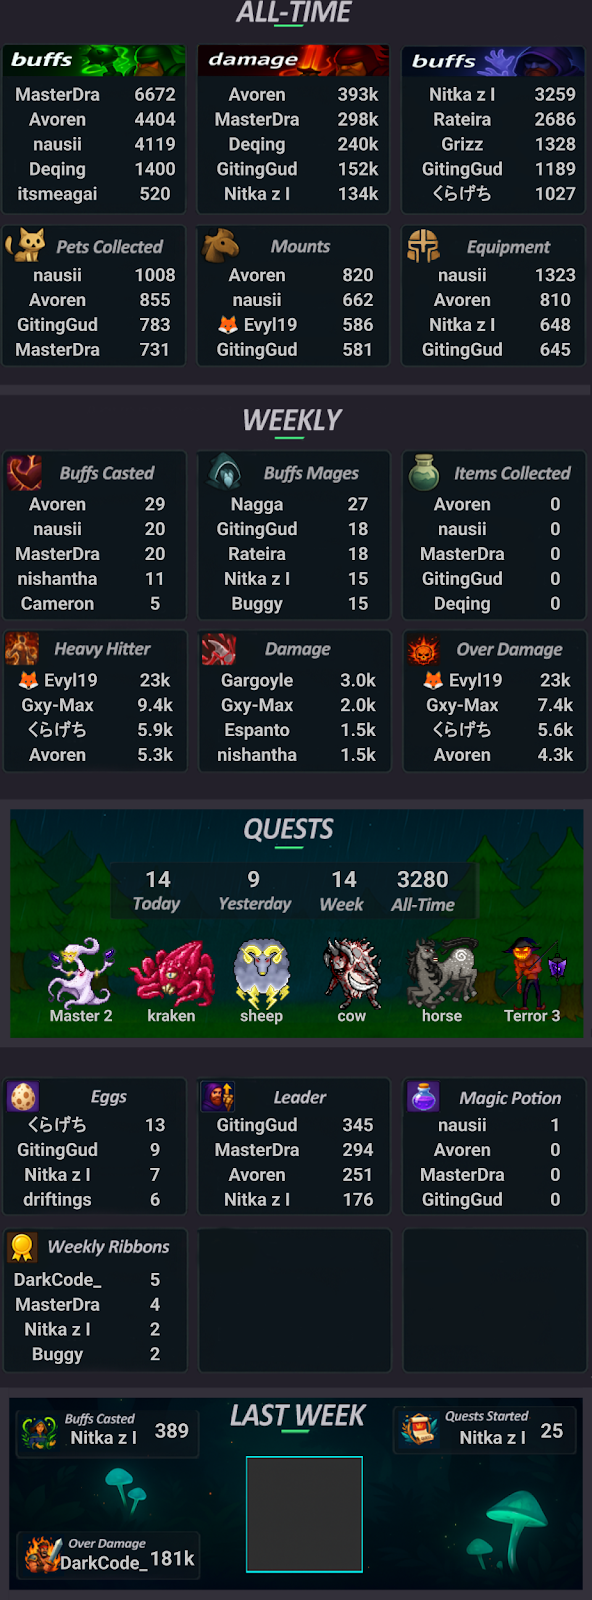 ALL-TIME
buffs
MasterDra 6672
Avoren 4404
nausii 4119
Deqing 1400
itsmeagai 520
damage
Avoren 393k
MasterDra 298k
Deqing 240k
GitingGud 152k
Nitka z l 134k
buffs
Nitka z l 3259
Rateira 2686
Grizz 1328
GitingGud 1189
くらげち 1027
Pets Collected
nausii 1008
Avoren 855
GitingGud 783
MasterDra 731
Mounts
Avoren 820
nausii 662
🦊 Evyl19 586
GitingGud 581
Equipment
nausii 1323
Avoren 810
Nitka z l 648
GitingGud 645
WEEKLY
Buffs Casted
Avoren 29
nausii 20
MasterDra 20
nishantha 11
Cameron 5
Buffs Mages
Nagga 27
GitingGud 18
Rateira 18
Nitka z l 15
Buggy 15
Items Collected
Avoren 0
nausii 0
MasterDra 0
GitingGud 0
Deqing 0
Heavy Hitter
🦊 Evyl19 23k
Gxy-Max 9.4k
くらげち 5.9k
Avoren 5.3k
Damage
Gargoyle 3.0k
Gxy-Max 2.0k
Espanto 1.5k
nishantha 1.5k
Over Damage
🦊 Evyl19 23k
Gxy-Max 7.4k
くらげち 5.6k
Avoren 4.3k
QUESTS
14 9 14 3280
Today Yesterday Week All-Time
Master 2 kraken sheep cow horse Terror 3
Eggs
くらげち 13
GitingGud 9
Nitka z l 7
driftings 6
Leader
GitingGud 345
MasterDra 294
Avoren 251
Nitka z l 176
Magic Potion
nausii 1
Avoren 0
MasterDra 0
GitingGud 0
Weekly Ribbons
DarkCode_ 5
MasterDra 4
Nitka z l 2
Buggy 2
LAST WEEK
Buffs Casted
Nitka z l 389
Quests Started
Nitka z l 25
Over Damage
DarkCode_ 181k